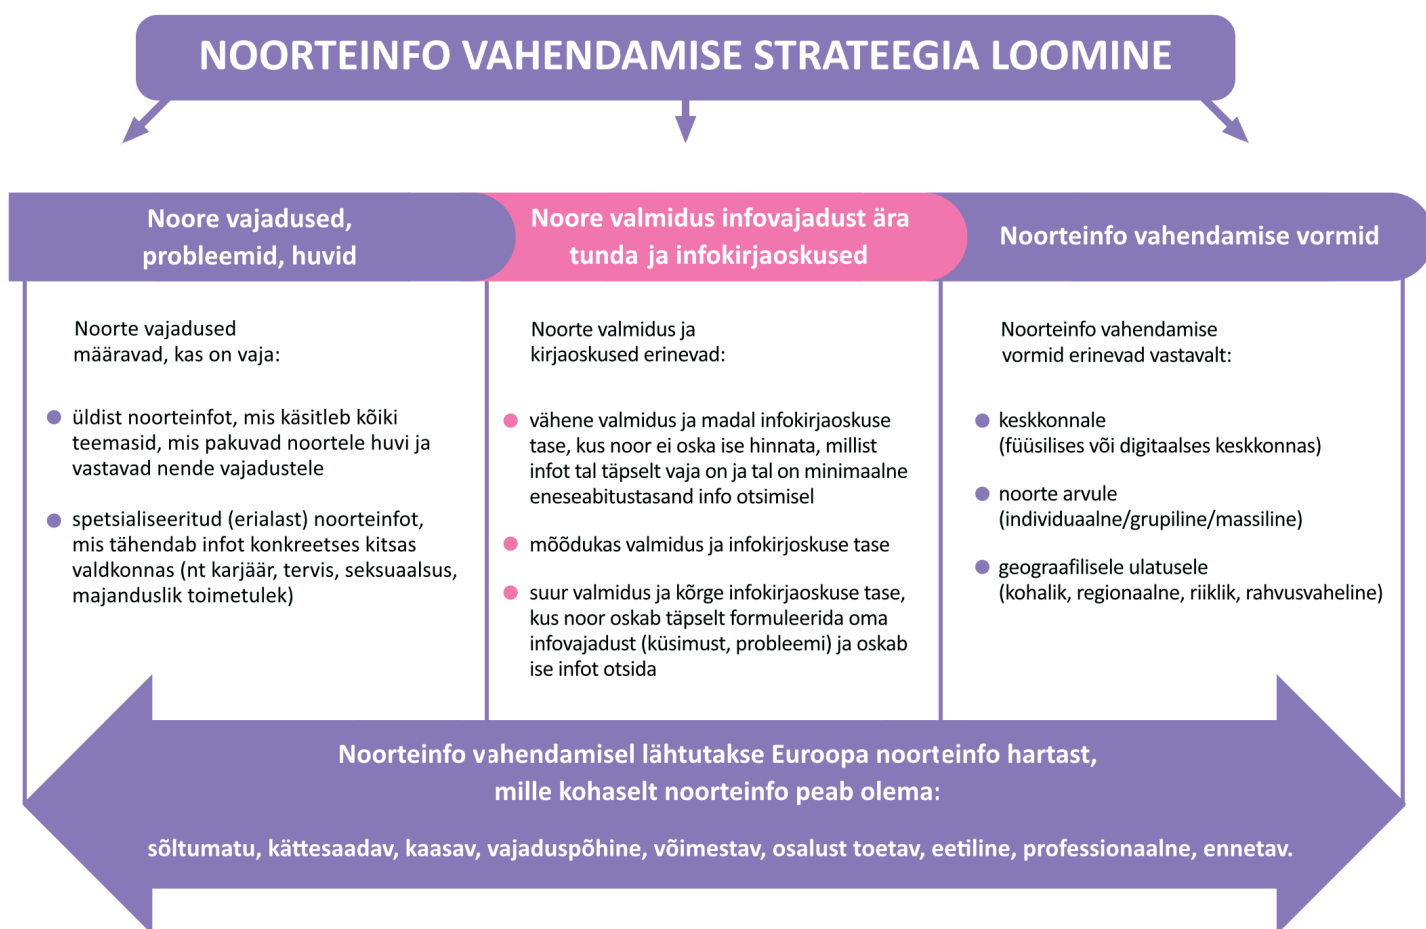 NOORTEINFO VAHENDAMISE STRATEEGIA LOOMINE
Noore vajadused,
probleemid, huvid
Noorte vajadused
määravad, kas on vaja:
üldist noorteinfot, mis käsitleb kõiki
teemasid, mis pakuvad noortele huvi ja
vastavad nende vajadustele
spetsialiseeritud (erialast) noorteinfot,
mis tähendab infot konkreetses kitsas
valdkonnas (nt karjäär, tervis, seksuaalsus,
majanduslik toimetulek)
Noore valmidus infovajadust ära
tunda ja infokirjaoskused
Noorte valmidus ja
kirjaoskused erinevad:
vähene valmidus ja madal infokirjaoskuse
tase, kus noor ei oska ise hinnata, millist
infot tal täpselt vaja on ja tal on minimaalne
eneseabitustasand info otsimisel
mõõdukas valmidus ja infokirjoskuse tase
suur valmidus ja kõrge infokirjaoskuse tase,
kus noor oskab täpselt formuleerida oma
infovajadust (küsimust, probleemi) ja oskab
ise infot otsida
Noorteinfo vahendamise vormid
Noorteinfo vahendamise
vormid erinevad vastavalt:
keskkonnale
(füüsilises või digitaalses keskkonnas)
noorte arvule
(individuaalne/grupiline/massiline)
geograafilisele ulatusele
(kohalik, regionaalne, riiklik, rahvusvaheline)
Noorteinfo vahendamisel lähtutakse Euroopa noorteinfo hartast,
mille kohaselt noorteinfo peab olema:
sõltumatu, kättesaadav, kaasav, vajaduspõhine, võimestav, osalust toetav, eetiline, professionaalne, ennetav.